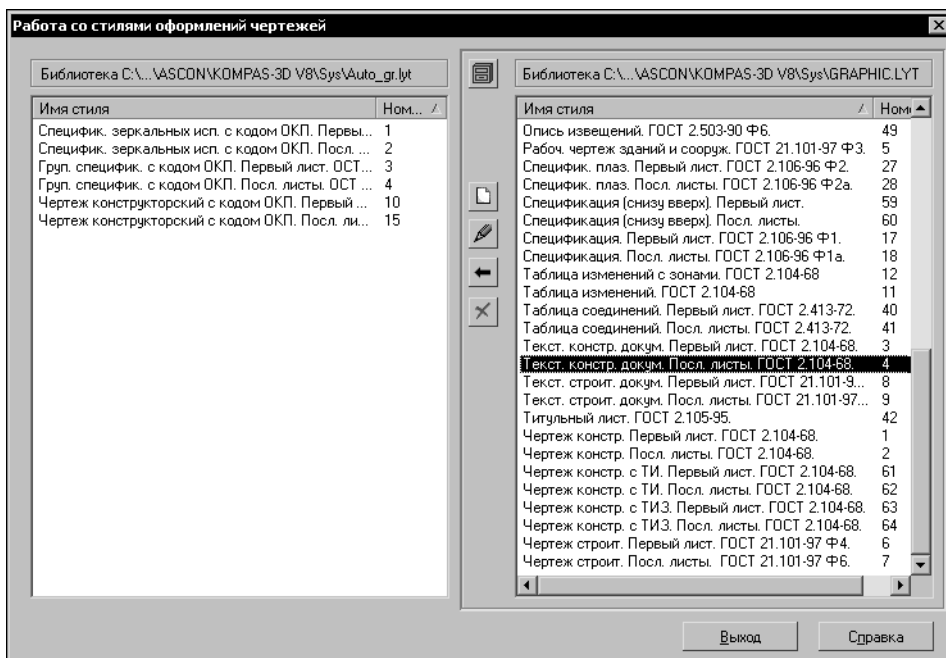 Работа со стилями оформлений чертежей
Библиотека C:\...\ASCON\KOMPAS-3D V8\Sys\Auto_gr.lyt
Имя стиля Ном...
Специфик. зеркальных исп. с кодом ОКП. Первы... 1
Специфик. зеркальных исп. с кодом ОКП. Посл. ... 2
Груп. специфик. с кодом ОКП. Первый лист. ОСТ... 3
Груп. специфик. с кодом ОКП. Посл. листы. ОСТ ... 4
Чертеж конструкторский с кодом ОКП. Первый ... 10
Чертеж конструкторский с кодом ОКП. Посл. ли... 15
Библиотека C:\...\ASCON\KOMPAS-3D V8\Sys\GRAPHIC.LYT
Имя стиля Номе
Опись извещений. ГОСТ 2.503-90 Ф6. 49
Рабоч. чертеж зданий и сооруж. ГОСТ 21.101-97 Ф3. 5
Специфик. плаз. Первый лист. ГОСТ 2.106-96 Ф2. 27
Специфик. плаз. Посл. листы. ГОСТ 2.106-96 Ф2а. 28
Спецификация (снизу вверх). Первый лист. 59
Спецификация (снизу вверх). Посл. листы. 60
Спецификация. Первый лист. ГОСТ 2.106-96 Ф1. 17
Спецификация. Посл. листы. ГОСТ 2.106-96 Ф1а. 18
Таблица изменений с зонами. ГОСТ 2.104-68 12
Таблица изменений. ГОСТ 2.104-68 11
Таблица соединений. Первый лист. ГОСТ 2.413-72. 40
Таблица соединений. Посл. листы. ГОСТ 2.413-72. 41
Текст. констр. докум. Первый лист. ГОСТ 2.104-68. 3
Текст. констр. докум. Посл. листы. ГОСТ 2.104-68. 4
Текст. строит. докум. Первый лист. ГОСТ 21.101-9... 8
Текст. строит. докум. Посл. листы. ГОСТ 21.101-97... 9
Титульный лист. ГОСТ 2.105-95. 42
Чертеж констр. Первый лист. ГОСТ 2.104-68. 1
Чертеж констр. Посл. листы. ГОСТ 2.104-68. 2
Чертеж констр. с ТИ. Первый лист. ГОСТ 2.104-68. 61
Чертеж констр. с ТИ. Посл. листы. ГОСТ 2.104-68. 62
Чертеж констр. с ТИЗ. Первый лист. ГОСТ 2.104-68. 63
Чертеж констр. с ТИЗ. Посл. листы. ГОСТ 2.104-68. 64
Чертеж строит. Первый лист. ГОСТ 21.101-97 Ф4. 6
Чертеж строит. Посл. листы. ГОСТ 21.101-97 Ф6. 7
Выход
Справка